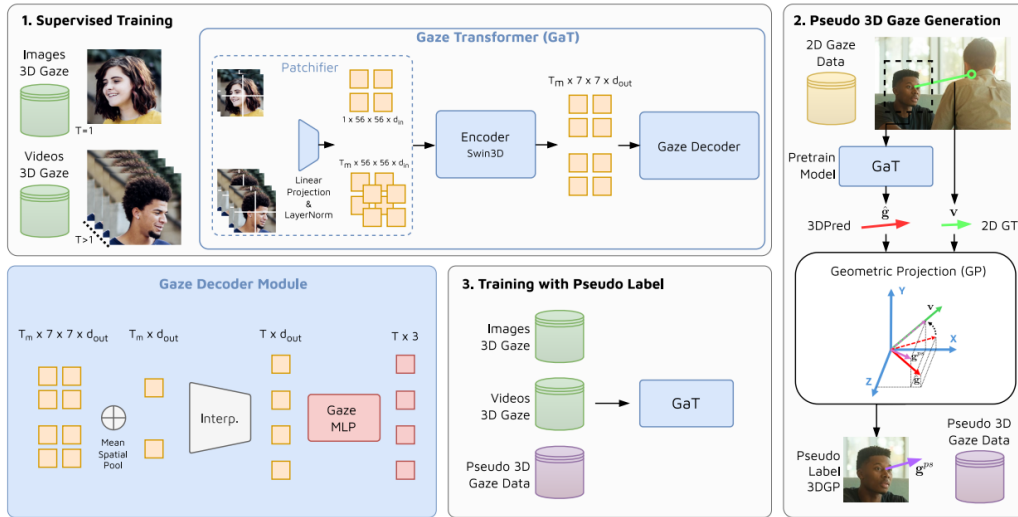 1. Supervised Training
Images
3D Gaze
T=1
Videos
3D Gaze
T>1
Gaze Transformer (GaT)
Patchifier
1 x 56 x 56 x d_in
Linear
Projection
&
LayerNorm
T_m x 56 x 56 x d_in
Encoder
Swin3D
T_m x 7 x 7 x d_out
Gaze Decoder
Gaze Decoder Module
T_m x 7 x 7 x d_out
T_m x d_out
T x d_out
T x 3
Mean
Spatial
Pool
Interp.
Gaze
MLP
3. Training with Pseudo Label
Images
3D Gaze
Videos
3D Gaze
Pseudo 3D
Gaze Data
GaT
2. Pseudo 3D Gaze Generation
2D Gaze
Data
Pretrain
Model
GaT
ĝ
v
3DPred
2D GT
Geometric Projection (GP)
Y
v
X
g^ps
ĝ
Z
Pseudo
Label
3DGP
g^ps
Pseudo 3D
Gaze Data